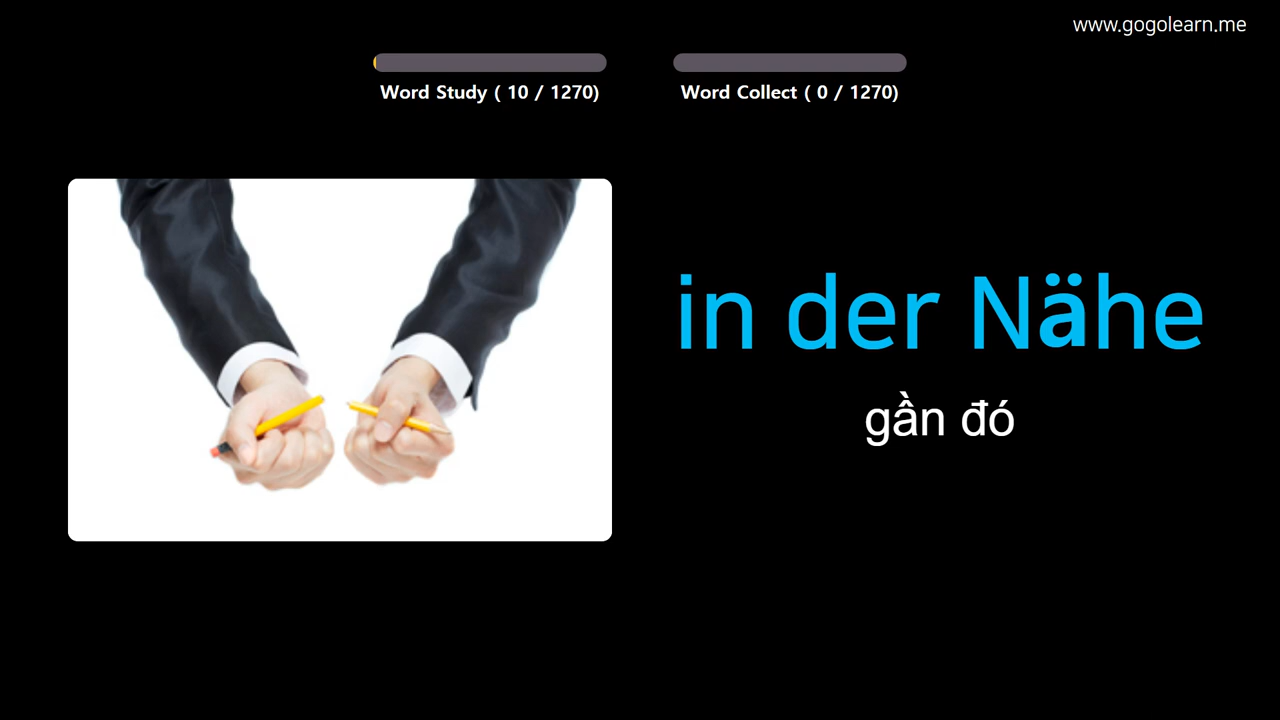 www.gogolearn.me
Word Study ( 10 / 1270)
Word Collect ( 0 / 1270)
in der Nähe
gần đó